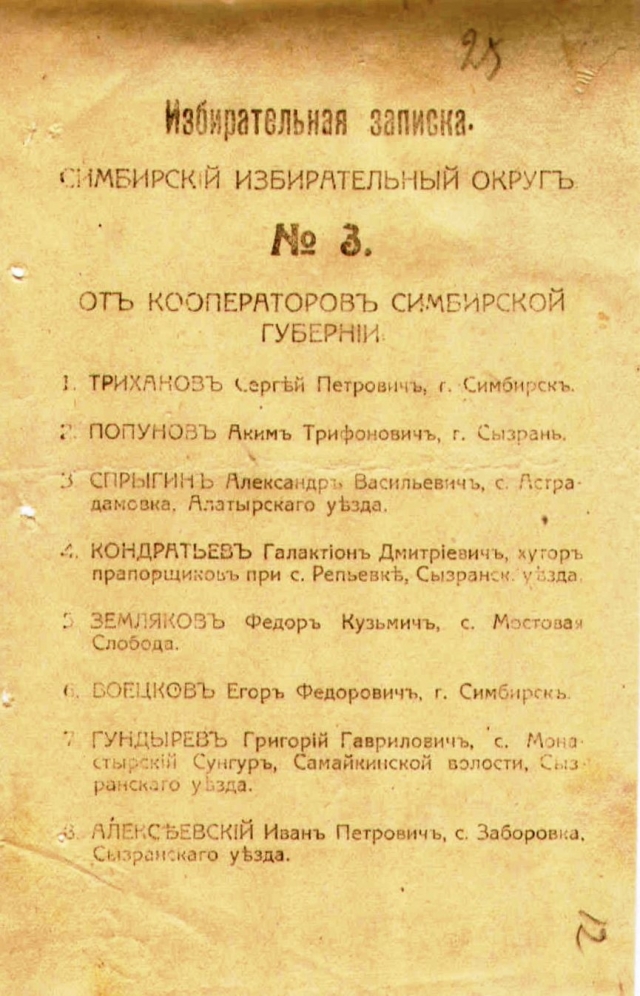 25
Избирательная записка.
СИМБИРСКІЙ ИЗБИРАТЕЛЬНЫЙ ОКРУГЪ
№ 3.
ОТЪ КООПЕРАТОРОВЪ СИМБИРСКОЙ
ГУБЕРНІИ.
1. ТРИХАНОВЪ Сергѣй Петровичъ, г. Симбирскъ.
2. ПОПУНОВЪ Акимъ Трифоновичъ, г. Сызрань.
3 СПРЫГИНЪ Александръ Васильевичъ, с. Астра-
дамовка, Алатырскаго уѣзда.
4. КОНДРАТЬЕВЪ Галактіонъ Дмитріевичъ, хуторъ
прапорщиковъ при с. Репьевкѣ, Сызранск. уѣзда.
5 ЗЕМЛЯКОВЪ Федоръ Кузьмичъ, с. Мостовая
Слобода.
6. БОЕЦКОВЪ Егоръ Федоровичъ, г. Симбирскъ.
7 ГУНДЫРЕВЪ Григорій Гавриловичъ, с. Мона-
стырскій Сунгур, Самайкинской волости, Сыз-
ранскаго уѣзда.
8. АЛЕКСѢЕВСКІЙ Иванъ Петровичъ, с. Заборовка,
Сызранскаго уѣзда.